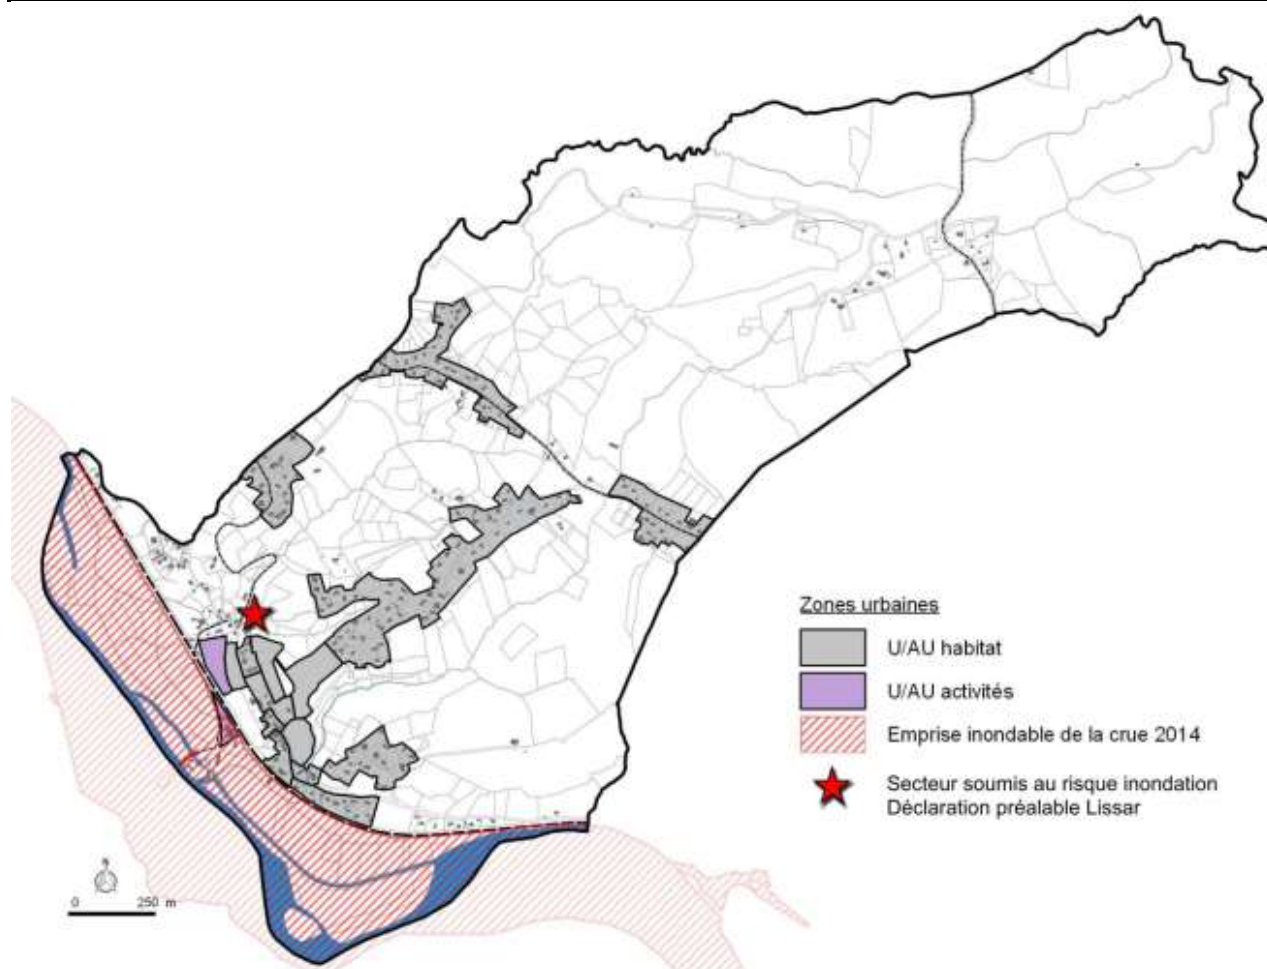 Zones urbaines
U/AU habitat
U/AU activités
Emprise inondable de la crue 2014
Secteur soumis au risque inondation
Déclaration préalable Lissar
N
0 250 m